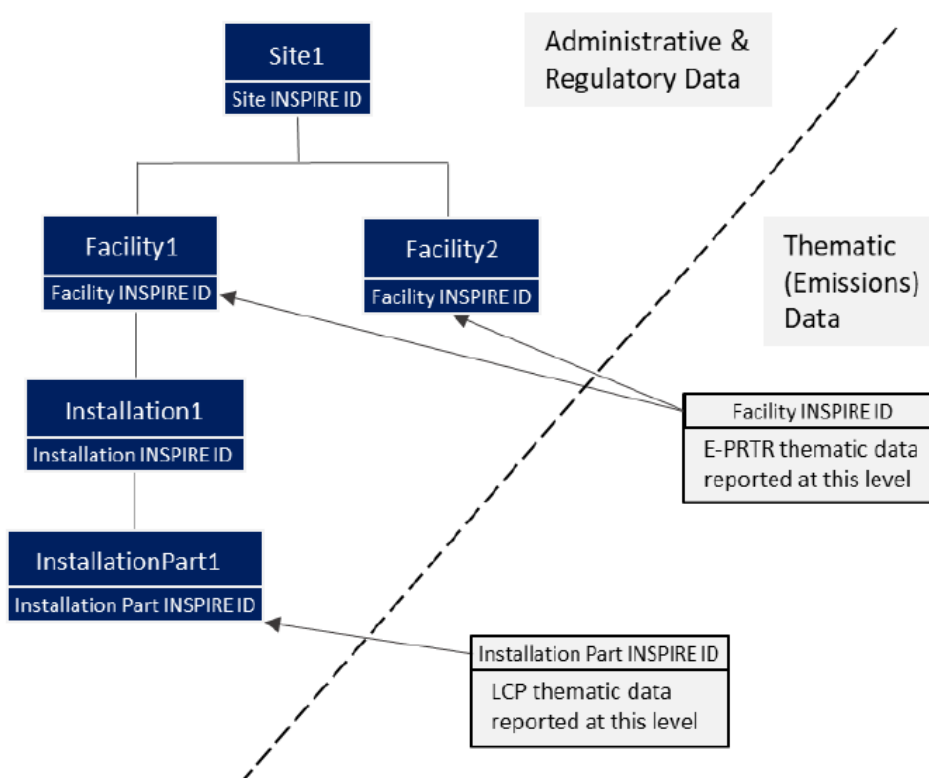 Site1
Site INSPIRE ID
Administrative &
Regulatory Data
Facility1
Facility INSPIRE ID
Facility2
Facility INSPIRE ID
Thematic
(Emissions)
Data
Installation1
Installation INSPIRE ID
Facility INSPIRE ID
E-PRTR thematic data
reported at this level
InstallationPart1
Installation Part INSPIRE ID
Installation Part INSPIRE ID
LCP thematic data
reported at this level